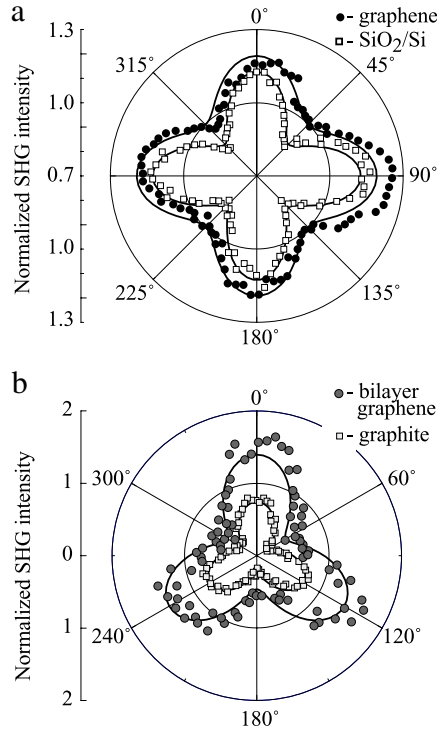 a
0˚
graphene
SiO2/Si
1.3
1.0
0.7
1.0
1.3
Normalized SHG intensity
315˚
45˚
90˚
225˚
135˚
180˚
b
0˚
bilayer
graphene
graphite
2
1
0
1
2
Normalized SHG intensity
300˚
60˚
240˚
120˚
180˚